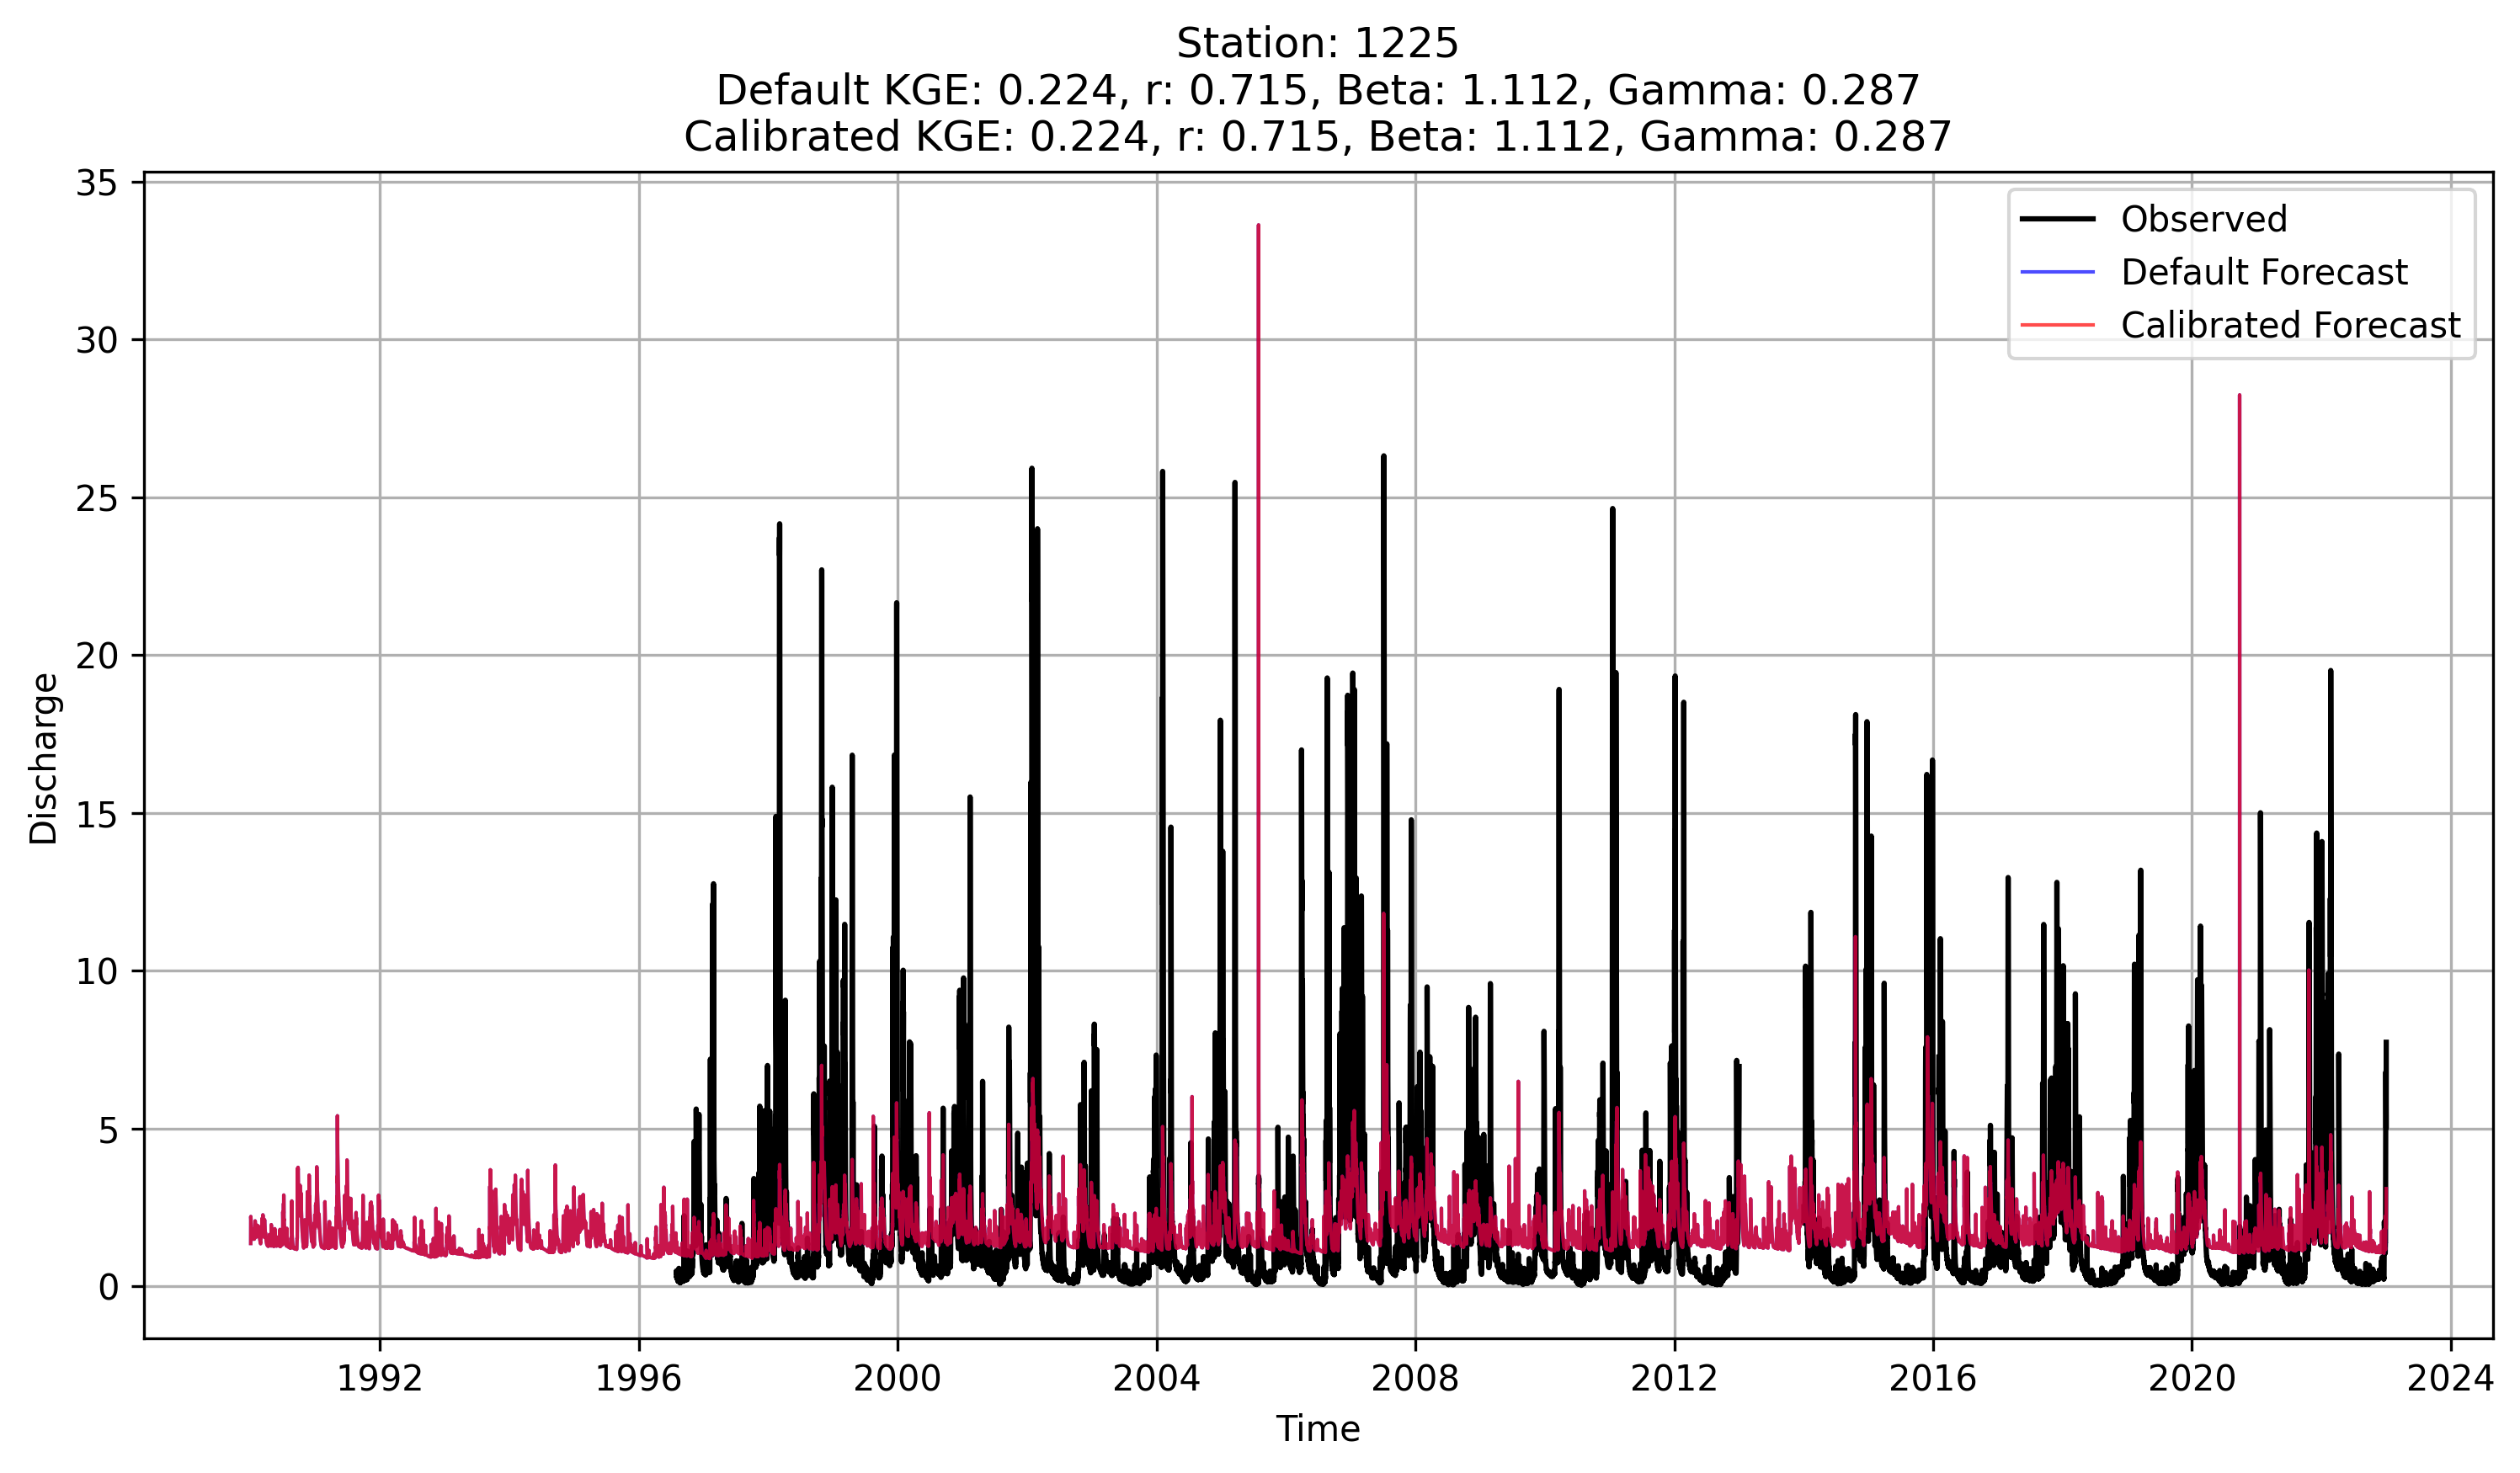 Station: 1225
Default KGE: 0.224, r: 0.715, Beta: 1.112, Gamma: 0.287
Calibrated KGE: 0.224, r: 0.715, Beta: 1.112, Gamma: 0.287
Observed
Default Forecast
Calibrated Forecast
35
30
25
20
15
10
5
0
Discharge
1992 1996 2000 2004 2008 2012 2016 2020 2024
Time